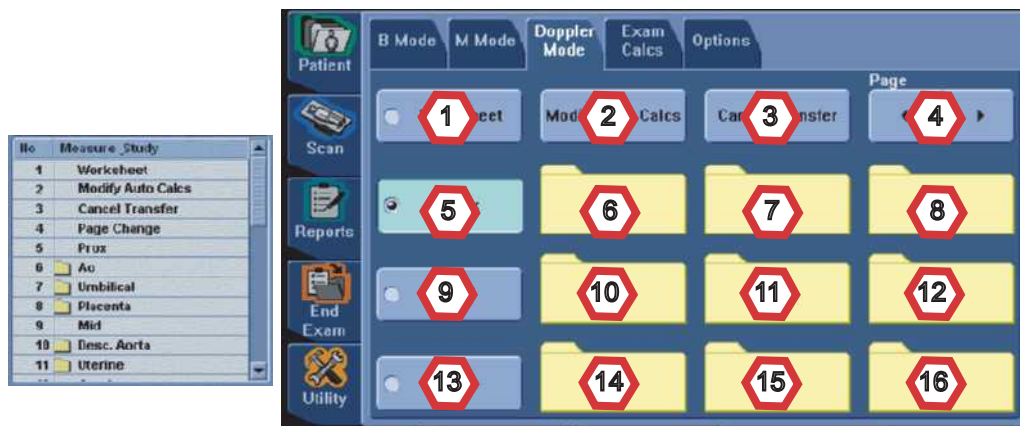 No Measure_Study
1 Worksheet
2 Modify Auto Calcs
3 Cancel Transfer
4 Page Change
5 Prox
6 Ao
7 Umbilical
8 Placenta
9 Mid
10 Desc. Aorta
11 Uterine
Patient
Scan
Reports
End
Exam
Utility
B Mode
M Mode
Doppler
Mode
Exam
Calcs
Options
Page
1 eet
Mod 2 Calcs
Can 3 nsfer
4
5
6
7
8
9
10
11
12
13
14
15
16